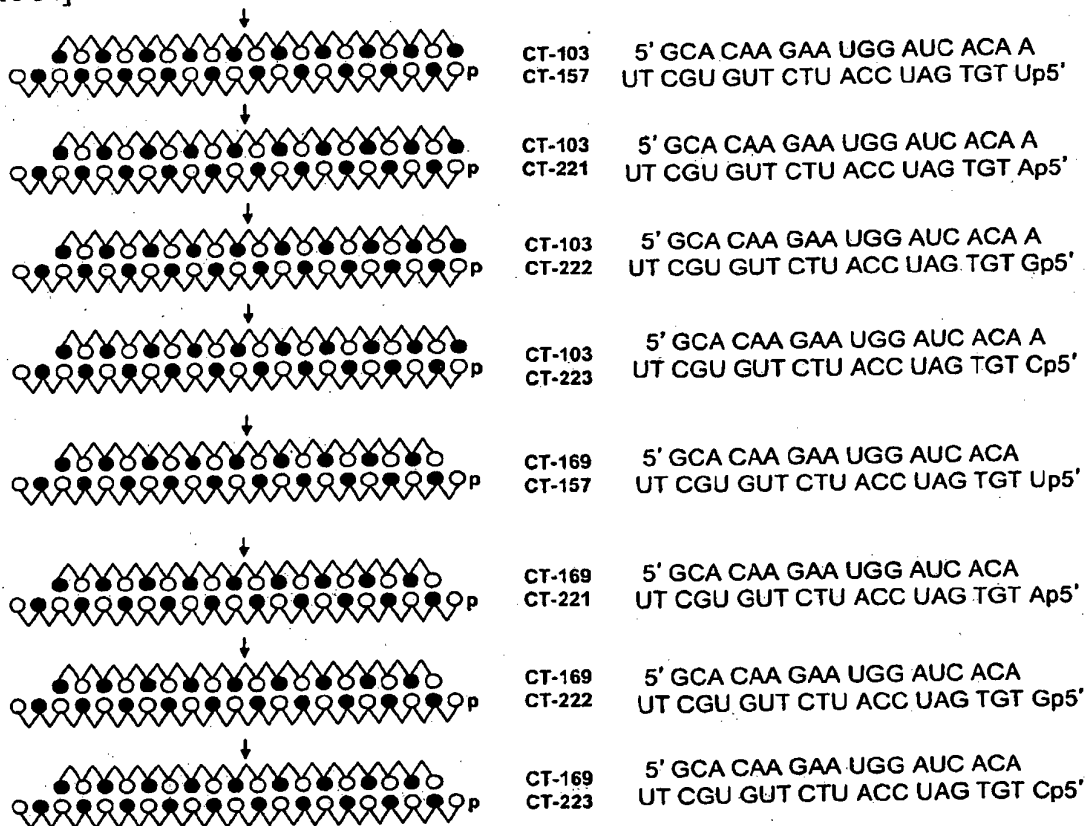 CT-103 5' GCA CAA GAA UGG AUC ACA A
p CT-157 UT CGU GUT CTU ACC UAG TGT Up5'
CT-103 5' GCA CAA GAA UGG AUC ACA A
p CT-221 UT CGU GUT CTU ACC UAG TGT Ap5'
CT-103 5' GCA CAA GAA UGG AUC ACA A
p CT-222 UT CGU GUT CTU ACC UAG TGT Gp5'
CT-103 5' GCA CAA GAA UGG AUC ACA A
p CT-223 UT CGU GUT CTU ACC UAG TGT Cp5'
CT-169 5' GCA CAA GAA UGG AUC ACA
p CT-157 UT CGU GUT CTU ACC UAG TGT Up5'
CT-169 5' GCA CAA GAA UGG AUC ACA
p CT-221 UT CGU GUT CTU ACC UAG TGT Ap5'
CT-169 5' GCA CAA GAA UGG AUC ACA
p CT-222 UT CGU GUT CTU ACC UAG TGT Gp5'
CT-169 5' GCA CAA GAA UGG AUC ACA
p CT-223 UT CGU GUT CTU ACC UAG TGT Cp5'